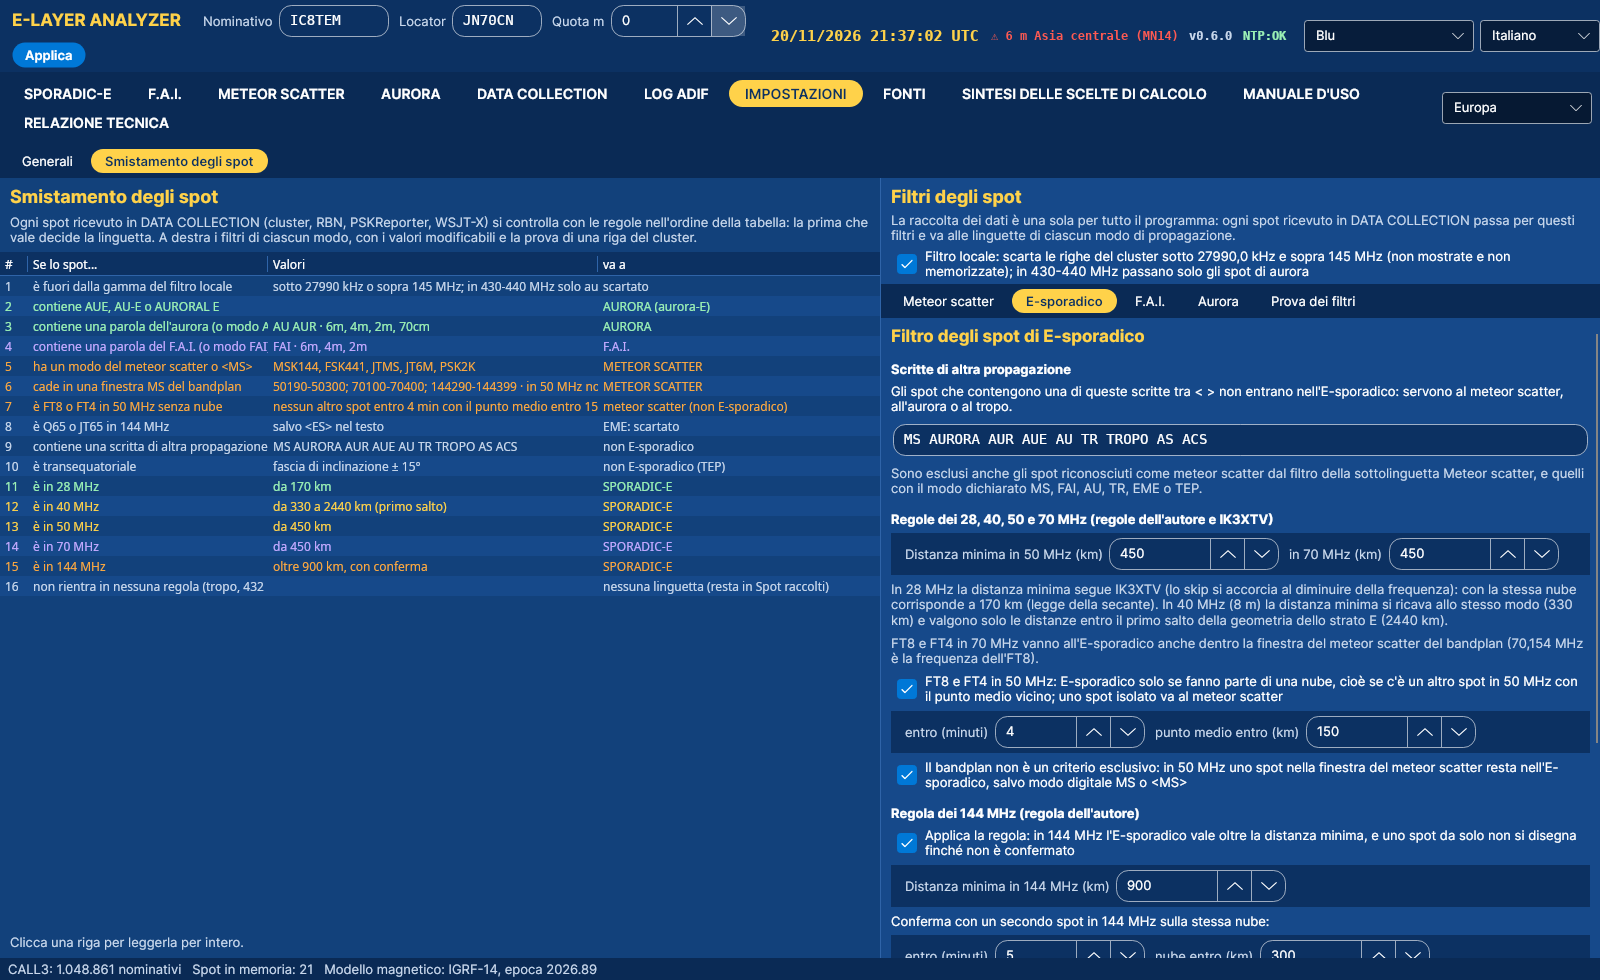 E-LAYER ANALYZER
Nominativo IC8TEM Locator JN70CN Quota m 0
Applica
20/11/2026 21:37:02 UTC ⚠ 6 m Asia centrale (MN14) v0.6.0 NTP:OK Blu Italiano
SPORADIC-E F.A.I. METEOR SCATTER AURORA DATA COLLECTION LOG ADIF IMPOSTAZIONI FONTI SINTESI DELLE SCELTE DI CALCOLO MANUALE D'USO
RELAZIONE TECNICA
Europa
Generali Smistamento degli spot
Smistamento degli spot
Ogni spot ricevuto in DATA COLLECTION (cluster, RBN, PSKReporter, WSJT-X) si controlla con le regole nell'ordine della tabella: la prima che
vale decide la linguetta. A destra i filtri di ciascun modo, con i valori modificabili e la prova di una riga del cluster.
# Se lo spot... Valori va a
1 è fuori dalla gamma del filtro locale sotto 27990 kHz o sopra 145 MHz; in 430-440 MHz solo au scartato
2 contiene AUE, AU-E o AURORAL E AURORA (aurora-E)
3 contiene una parola dell'aurora (o modo A AU AUR · 6m, 4m, 2m, 70cm AURORA
4 contiene una parola del F.A.I. (o modo FAI FAI · 6m, 4m, 2m F.A.I.
5 ha un modo del meteor scatter o <MS> MSK144, FSK441, JTMS, JT6M, PSK2K METEOR SCATTER
6 cade in una finestra MS del bandplan 50190-50300; 70100-70400; 144290-144399 · in 50 MHz no METEOR SCATTER
7 è FT8 o FT4 in 50 MHz senza nube nessun altro spot entro 4 min con il punto medio entro 15 meteor scatter (non E-sporadico)
8 è Q65 o JT65 in 144 MHz salvo <ES> nel testo EME: scartato
9 contiene una scritta di altra propagazione MS AURORA AUR AUE AU TR TROPO AS ACS non E-sporadico
10 è transequatoriale fascia di inclinazione ± 15° non E-sporadico (TEP)
11 è in 28 MHz da 170 km SPORADIC-E
12 è in 40 MHz da 330 a 2440 km (primo salto) SPORADIC-E
13 è in 50 MHz da 450 km SPORADIC-E
14 è in 70 MHz da 450 km SPORADIC-E
15 è in 144 MHz oltre 900 km, con conferma SPORADIC-E
16 non rientra in nessuna regola (tropo, 432 nessuna linguetta (resta in Spot raccolti)
Clicca una riga per leggerla per intero.
Filtri degli spot
La raccolta dei dati è una sola per tutto il programma: ogni spot ricevuto in DATA COLLECTION passa per questi
filtri e va alle linguette di ciascun modo di propagazione.
Filtro locale: scarta le righe del cluster sotto 27990,0 kHz e sopra 145 MHz (non mostrate e non
memorizzate); in 430-440 MHz passano solo gli spot di aurora
Meteor scatter E-sporadico F.A.I. Aurora Prova dei filtri
Filtro degli spot di E-sporadico
Scritte di altra propagazione
Gli spot che contengono una di queste scritte tra < > non entrano nell'E-sporadico: servono al meteor scatter,
all'aurora o al tropo.
MS AURORA AUR AUE AU TR TROPO AS ACS
Sono esclusi anche gli spot riconosciuti come meteor scatter dal filtro della sottolinguetta Meteor scatter, e quelli
con il modo dichiarato MS, FAI, AU, TR, EME o TEP.
Regole dei 28, 40, 50 e 70 MHz (regole dell'autore e IK3XTV)
Distanza minima in 50 MHz (km) 450 in 70 MHz (km) 450
In 28 MHz la distanza minima segue IK3XTV (lo skip si accorcia al diminuire della frequenza): con la stessa nube
corrisponde a 170 km (legge della secante). In 40 MHz (8 m) la distanza minima si ricava allo stesso modo (330
km) e valgono solo le distanze entro il primo salto della geometria dello strato E (2440 km).
FT8 e FT4 in 70 MHz vanno all'E-sporadico anche dentro la finestra del meteor scatter del bandplan (70,154 MHz
è la frequenza dell'FT8).
FT8 e FT4 in 50 MHz: E-sporadico solo se fanno parte di una nube, cioè se c'è un altro spot in 50 MHz con
il punto medio vicino; uno spot isolato va al meteor scatter
entro (minuti) 4 punto medio entro (km) 150
Il bandplan non è un criterio esclusivo: in 50 MHz uno spot nella finestra del meteor scatter resta nell'E-
sporadico, salvo modo digitale MS o <MS>
Regola dei 144 MHz (regola dell'autore)
Applica la regola: in 144 MHz l'E-sporadico vale oltre la distanza minima, e uno spot da solo non si disegna
finché non è confermato
Distanza minima in 144 MHz (km) 900
Conferma con un secondo spot in 144 MHz sulla stessa nube:
entro (minuti) 5 nube entro (km) 300
CALL3: 1.048.861 nominativi Spot in memoria: 21 Modello magnetico: IGRF-14, epoca 2026.89